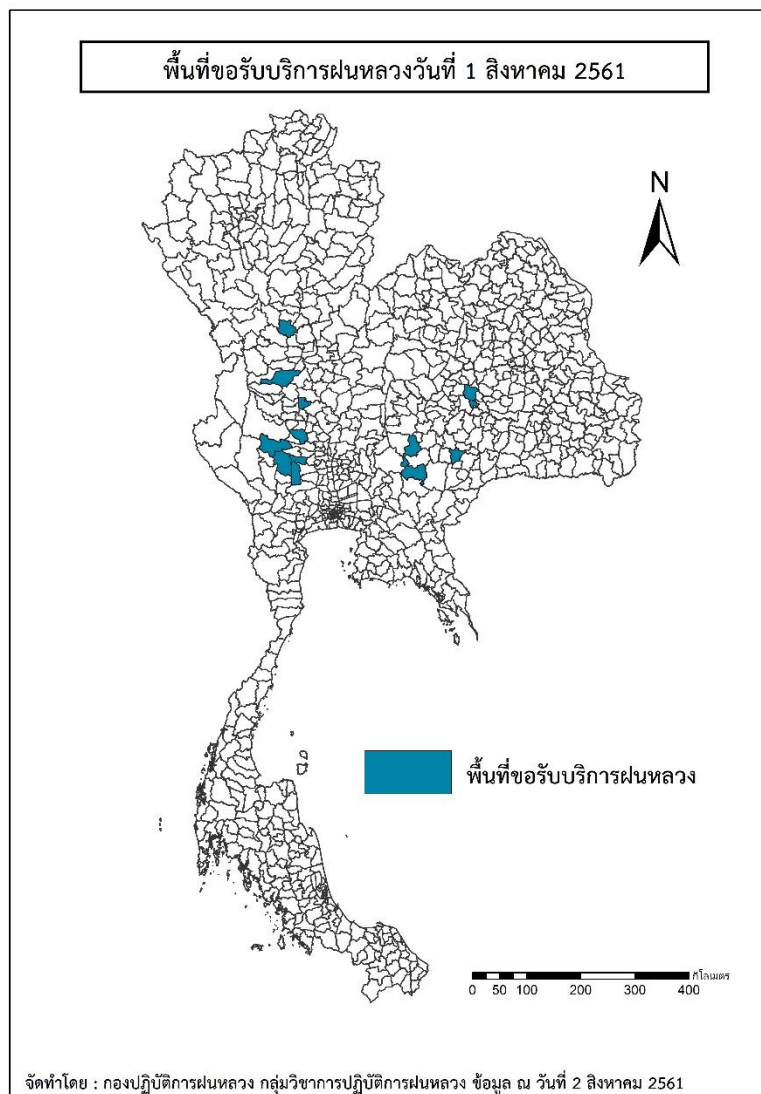 พื้นที่ขอรับบริการฝนหลวงวันที่ 1 สิงหาคม 2561
N
พื้นที่ขอรับบริการฝนหลวง
กิโลเมตร
0 50 100 200 300 400
จัดทำโดย : กองปฏิบัติการฝนหลวง กลุ่มวิชาการปฏิบัติการฝนหลวง ข้อมูล ณ วันที่ 2 สิงหาคม 2561